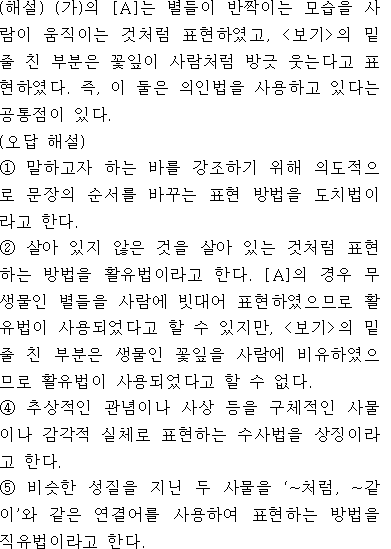 (해설) (가)의 [A]는 별들이 반짝이는 모습을 사
람이 움직이는 것처럼 표현하였고, <보기>의 밑
줄 친 부분은 꽃잎이 사람처럼 방긋 웃는다고 표
현하였다. 즉, 이 둘은 의인법을 사용하고 있다는
공통점이 있다.
(오답 해설)
① 말하고자 하는 바를 강조하기 위해 의도적으
로 문장의 순서를 바꾸는 표현 방법을 도치법이
라고 한다.
② 살아 있지 않은 것을 살아 있는 것처럼 표현
하는 방법을 활유법이라고 한다. [A]의 경우 무
생물인 별들을 사람에 빗대어 표현하였으므로 활
유법이 사용되었다고 할 수 있지만, <보기>의 밑
줄 친 부분은 생물인 꽃잎을 사람에 비유하였으
므로 활유법이 사용되었다고 할 수 없다.
④ 추상적인 관념이나 사상 등을 구체적인 사물
이나 감각적 실체로 표현하는 수사법을 상징이라
고 한다.
⑤ 비슷한 성질을 지닌 두 사물을 ‘~처럼, ~같
이’와 같은 연결어를 사용하여 표현하는 방법을
직유법이라고 한다.